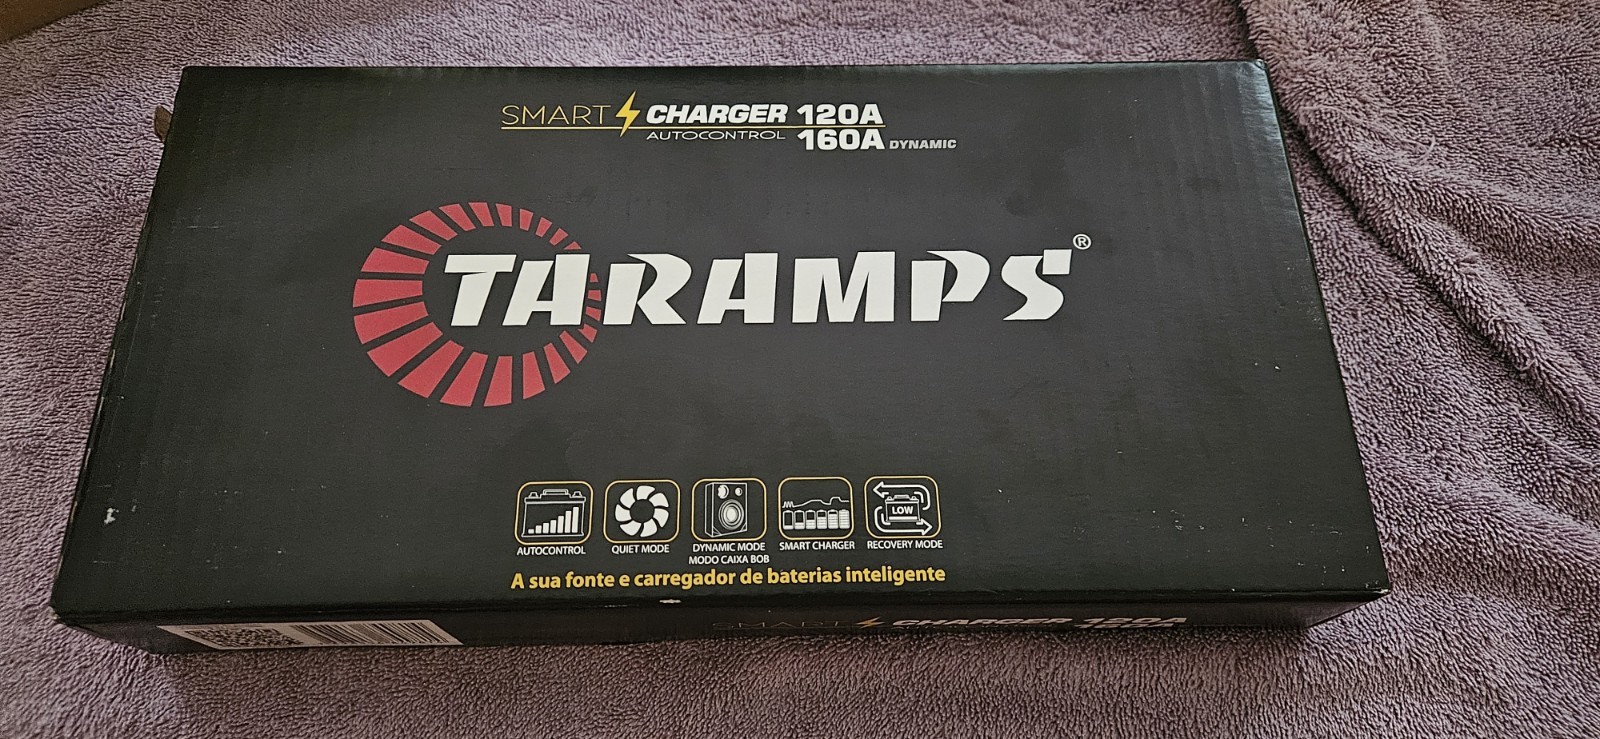 SMART CHARGER 120A
AUTOCONTROL 160A DYNAMIC
TARAMPS®
LOW
AUTOCONTROL QUIET MODE DYNAMIC MODE SMART CHARGER RECOVERY MODE
MODO CAIXA BOB
A sua fonte e carregador de baterias inteligente
SMART CHARGER 120A